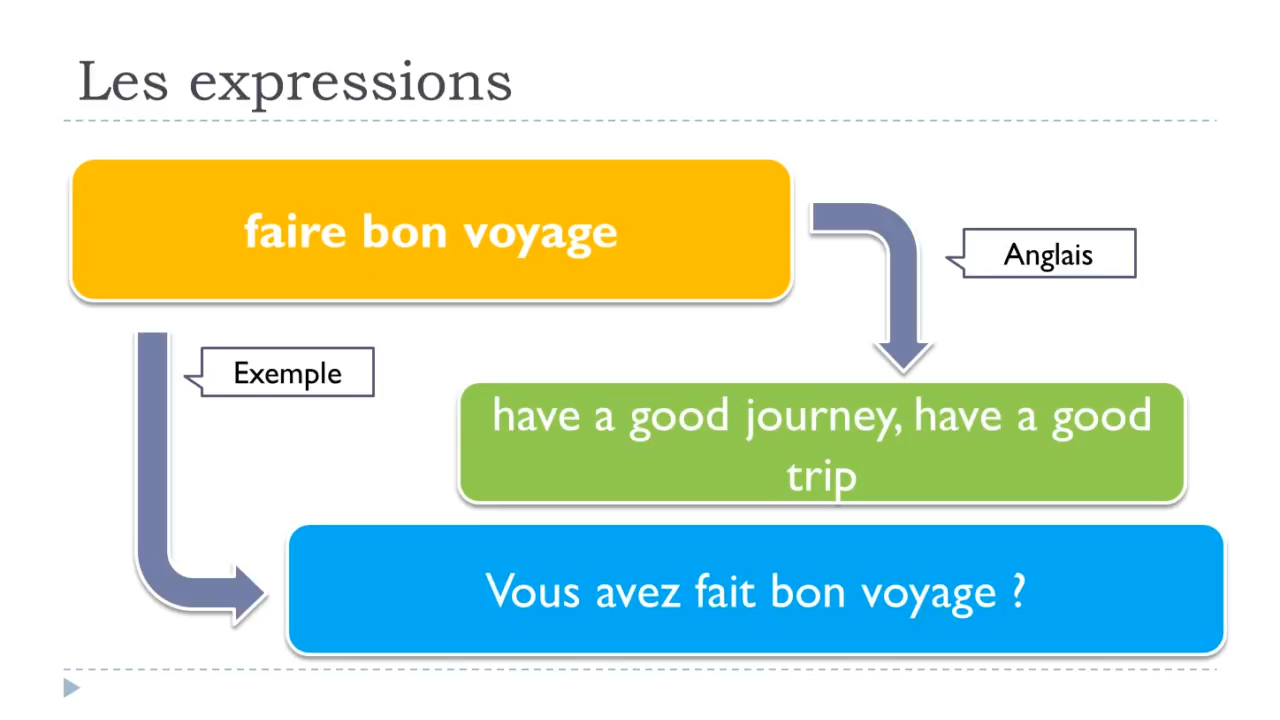 Les expressions
faire bon voyage
Anglais
Exemple
have a good journey, have a good
trip
Vous avez fait bon voyage ?